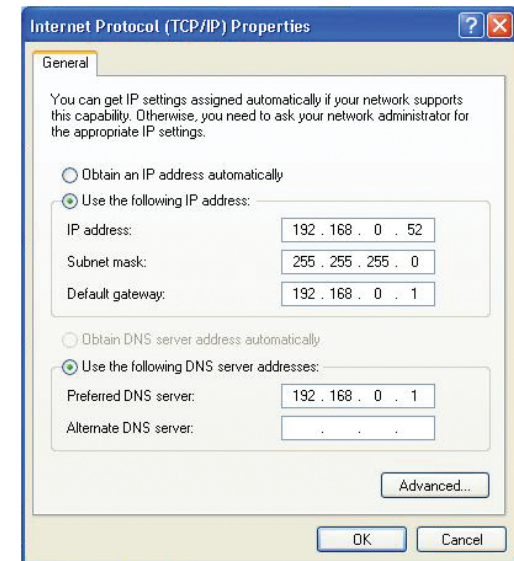 Internet Protocol (TCP/IP) Properties
General
You can get IP settings assigned automatically if your network supports
this capability. Otherwise, you need to ask your network administrator for
the appropriate IP settings.
Obtain an IP address automatically
Use the following IP address:
IP address: 192 . 168 . 0 . 52
Subnet mask: 255 . 255 . 255 . 0
Default gateway: 192 . 168 . 0 . 1
Obtain DNS server address automatically
Use the following DNS server addresses:
Preferred DNS server: 192 . 168 . 0 . 1
Alternate DNS server: . . .
Advanced...
OK Cancel